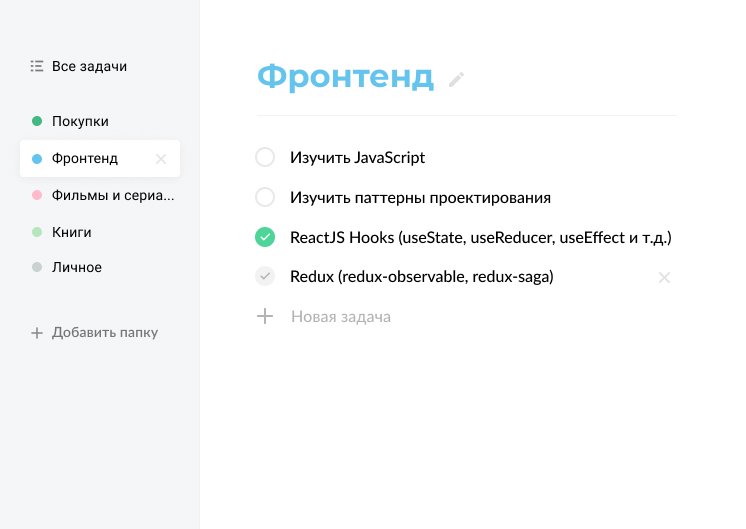 Все задачи
Покупки
Фронтенд
Фильмы и сериа...
Книги
Личное
Добавить папку
Фронтенд
Изучить JavaScript
Изучить паттерны проектирования
ReactJS Hooks (useState, useReducer, useEffect и т.д.)
Redux (redux-observable, redux-saga)
Новая задача